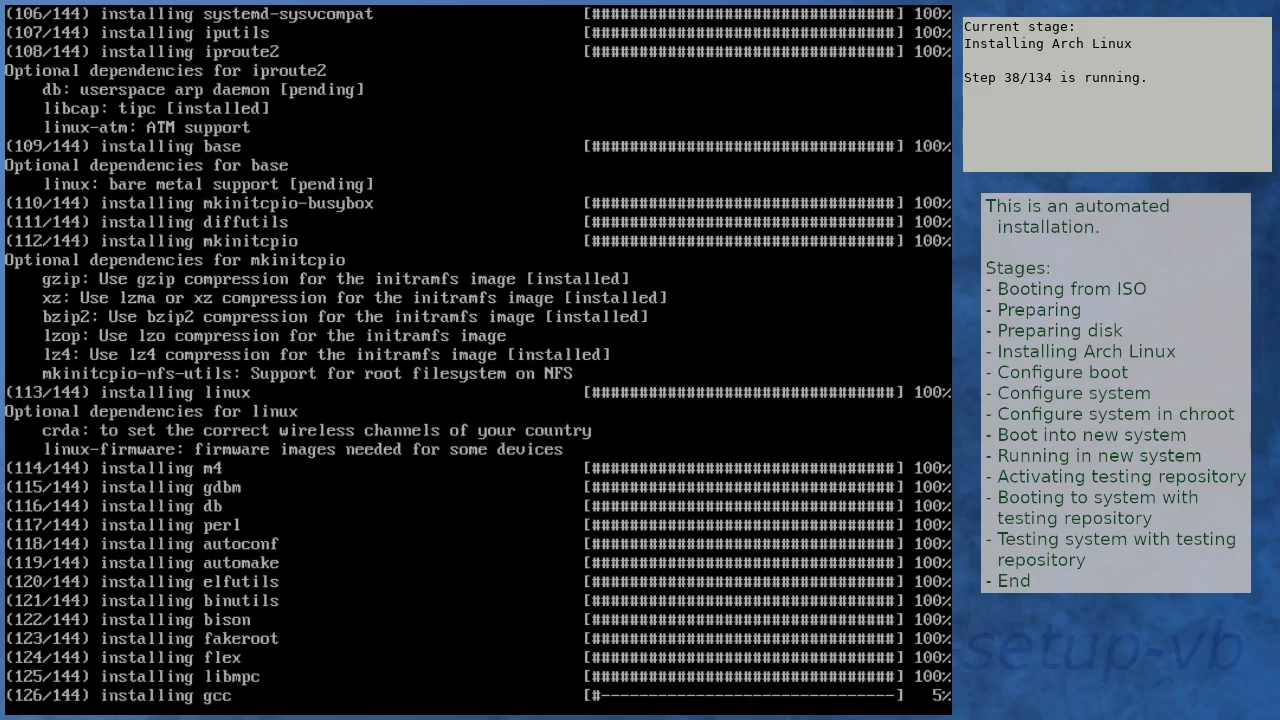 (106/144) installing systemd-sysvcompat [################################] 100%
(107/144) installing iputils [################################] 100%
(108/144) installing iproute2 [################################] 100%
Optional dependencies for iproute2
db: userspace arp daemon [pending]
libcap: tipc [installed]
linux-atm: ATM support
(109/144) installing base [################################] 100%
Optional dependencies for base
linux: bare metal support [pending]
(110/144) installing mkinitcpio-busybox [################################] 100%
(111/144) installing diffutils [################################] 100%
(112/144) installing mkinitcpio [################################] 100%
Optional dependencies for mkinitcpio
gzip: Use gzip compression for the initramfs image [installed]
xz: Use lzma or xz compression for the initramfs image [installed]
bzip2: Use bzip2 compression for the initramfs image [installed]
lzop: Use lzo compression for the initramfs image
lz4: Use lz4 compression for the initramfs image [installed]
mkinitcpio-nfs-utils: Support for root filesystem on NFS
(113/144) installing linux [################################] 100%
Optional dependencies for linux
crda: to set the correct wireless channels of your country
linux-firmware: firmware images needed for some devices
(114/144) installing m4 [################################] 100%
(115/144) installing gdbm [################################] 100%
(116/144) installing db [################################] 100%
(117/144) installing perl [################################] 100%
(118/144) installing autoconf [################################] 100%
(119/144) installing automake [################################] 100%
(120/144) installing elfutils [################################] 100%
(121/144) installing binutils [################################] 100%
(122/144) installing bison [################################] 100%
(123/144) installing fakeroot [################################] 100%
(124/144) installing flex [################################] 100%
(125/144) installing libmpc [################################] 100%
(126/144) installing gcc [#-------------------------------] 5%
Current stage:
Installing Arch Linux
Step 38/134 is running.
This is an automated
installation.
Stages:
- Booting from ISO
- Preparing
- Preparing disk
- Installing Arch Linux
- Configure boot
- Configure system
- Configure system in chroot
- Boot into new system
- Running in new system
- Activating testing repository
- Booting to system with
testing repository
- Testing system with testing
repository
- End
setup-vb